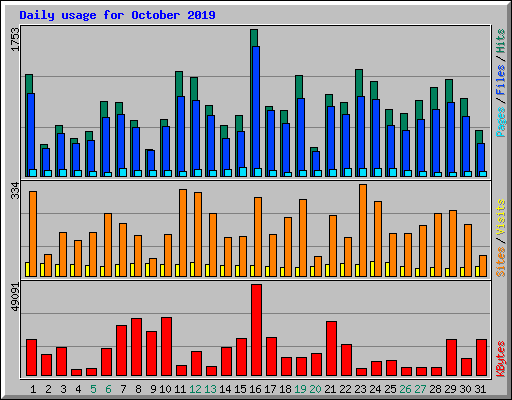 Daily usage for October 2019
1753
Pages / Files / Hits
334
Sites / Visits
49091
KBytes
1 2 3 4 5 6 7 8 9 10 11 12 13 14 15 16 17 18 19 20 21 22 23 24 25 26 27 28 29 30 31